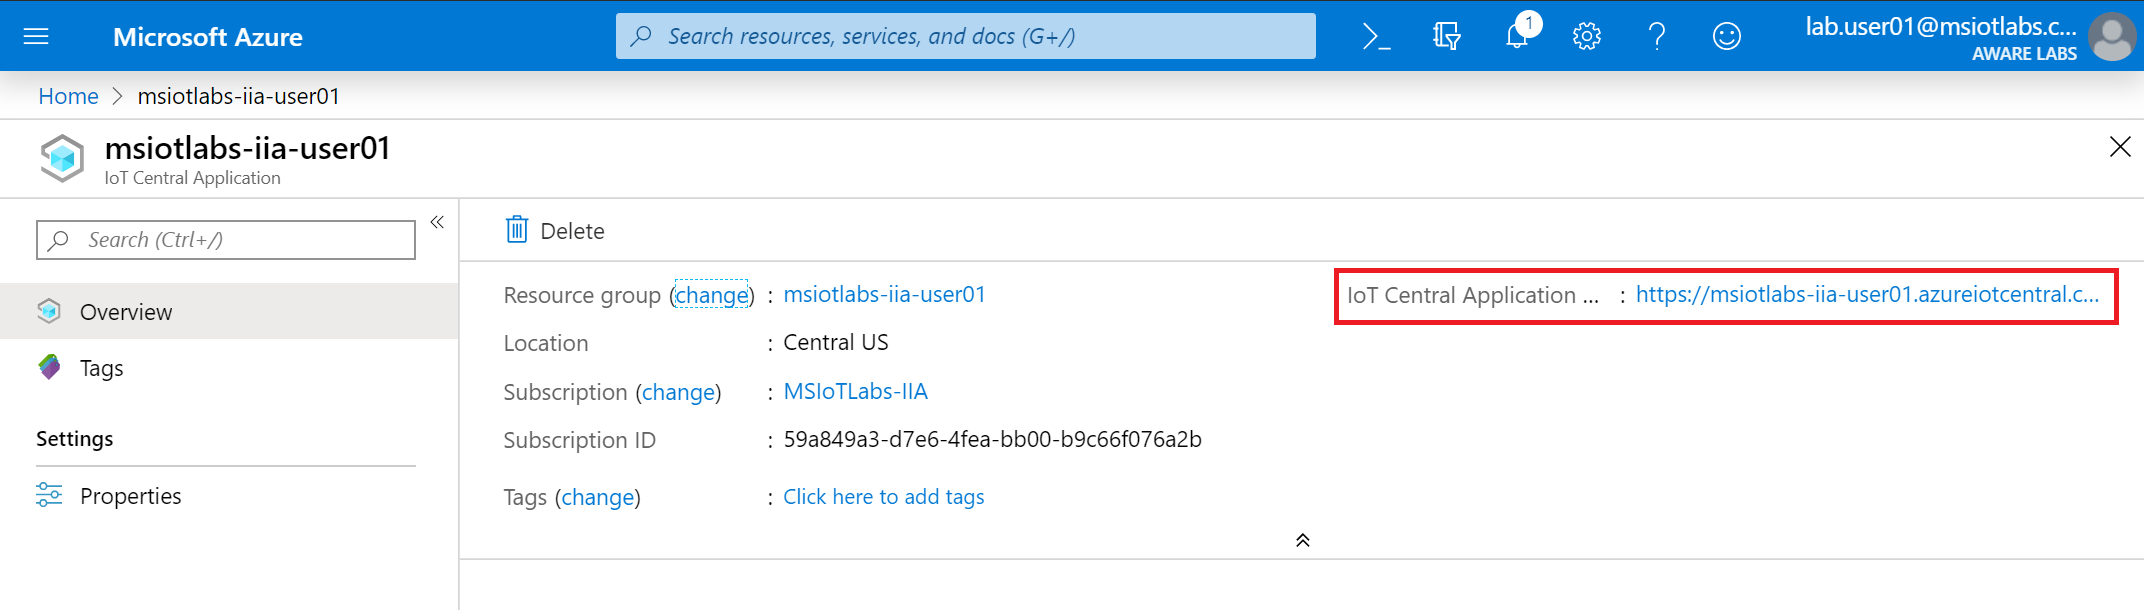 Microsoft Azure
Search resources, services, and docs (G+/)
1
lab.user01@msiotlabs.c...
AWARE LABS
Home > msiotlabs-iia-user01
msiotlabs-iia-user01
IoT Central Application
Search (Ctrl+/)
«
Overview
Tags
Settings
Properties
Delete
Resource group (change) : msiotlabs-iia-user01
Location : Central US
Subscription (change) : MSIoTLabs-IIA
Subscription ID : 59a849a3-d7e6-4fea-bb00-b9c66f076a2b
Tags (change) : Click here to add tags
IoT Central Application ... : https://msiotlabs-iia-user01.azureiotcentral.c...